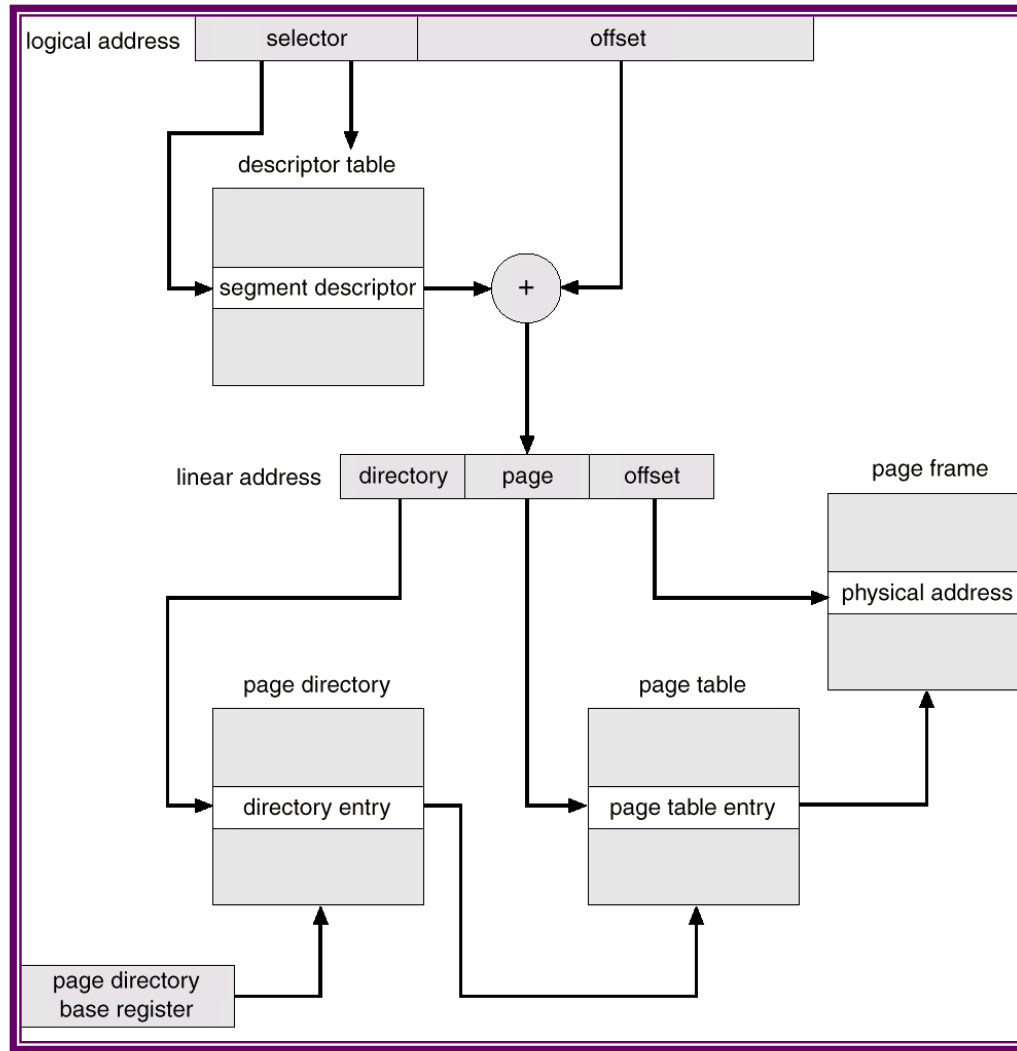 logical address
selector
offset
descriptor table
segment descriptor
+
linear address
directory
page
offset
page frame
physical address
page directory
page table
directory entry
page table entry
page directory
base register